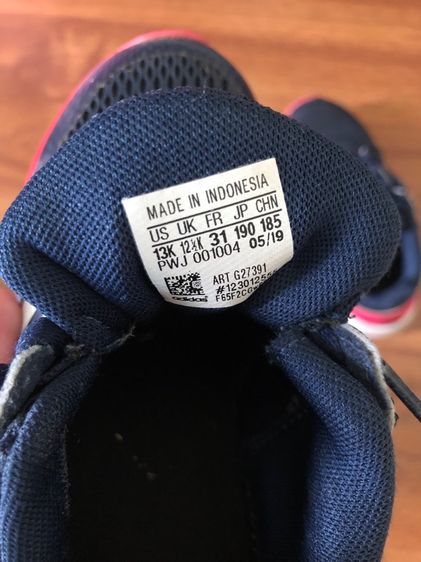 MADE IN INDONESIA
US UK FR JP CHN
13K 12½K 31 190 185
PWJ 001004 05/19
ART G27391
adidas